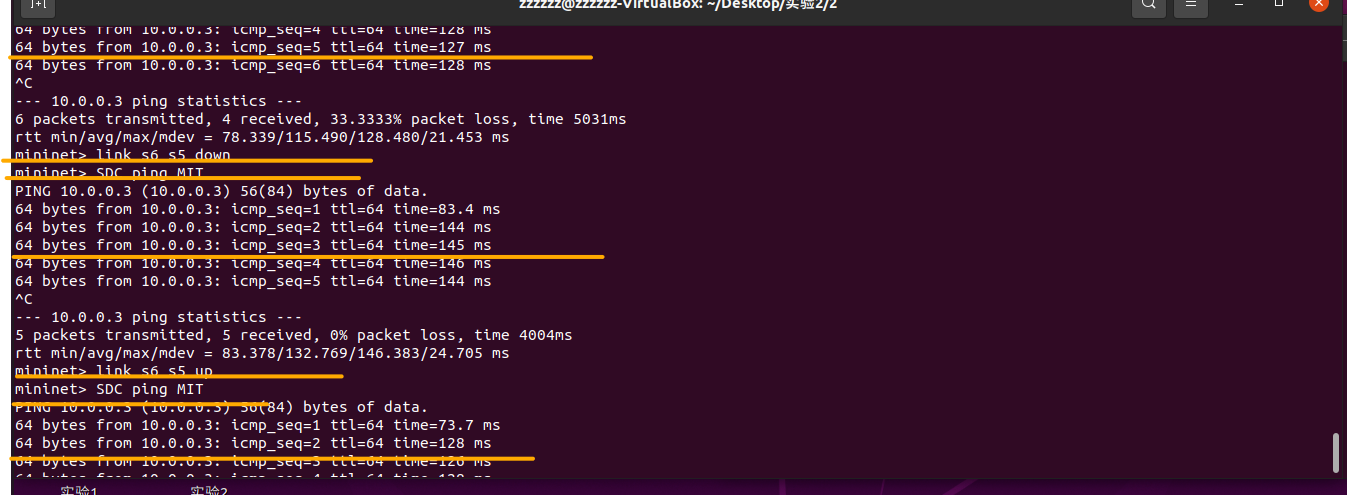 zzzzzz@zzzzzz-VirtualBox: ~/Desktop/实验2/2
64 bytes from 10.0.0.3: icmp_seq=4 ttl=64 time=128 ms
64 bytes from 10.0.0.3: icmp_seq=5 ttl=64 time=127 ms
64 bytes from 10.0.0.3: icmp_seq=6 ttl=64 time=128 ms
^C
--- 10.0.0.3 ping statistics ---
6 packets transmitted, 4 received, 33.3333% packet loss, time 5031ms
rtt min/avg/max/mdev = 78.339/115.490/128.480/21.453 ms
mininet> link s6 s5 down
mininet> SDC ping MIT
PING 10.0.0.3 (10.0.0.3) 56(84) bytes of data.
64 bytes from 10.0.0.3: icmp_seq=1 ttl=64 time=83.4 ms
64 bytes from 10.0.0.3: icmp_seq=2 ttl=64 time=144 ms
64 bytes from 10.0.0.3: icmp_seq=3 ttl=64 time=145 ms
64 bytes from 10.0.0.3: icmp_seq=4 ttl=64 time=146 ms
64 bytes from 10.0.0.3: icmp_seq=5 ttl=64 time=144 ms
^C
--- 10.0.0.3 ping statistics ---
5 packets transmitted, 5 received, 0% packet loss, time 4004ms
rtt min/avg/max/mdev = 83.378/132.769/146.383/24.705 ms
mininet> link s6 s5 up
mininet> SDC ping MIT
PING 10.0.0.3 (10.0.0.3) 56(84) bytes of data.
64 bytes from 10.0.0.3: icmp_seq=1 ttl=64 time=73.7 ms
64 bytes from 10.0.0.3: icmp_seq=2 ttl=64 time=128 ms
64 bytes from 10.0.0.3: icmp_seq=3 ttl=64 time=126 ms
实验1 实验2